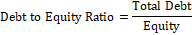 Debt to Equity Ratio = Total Debt
Equity